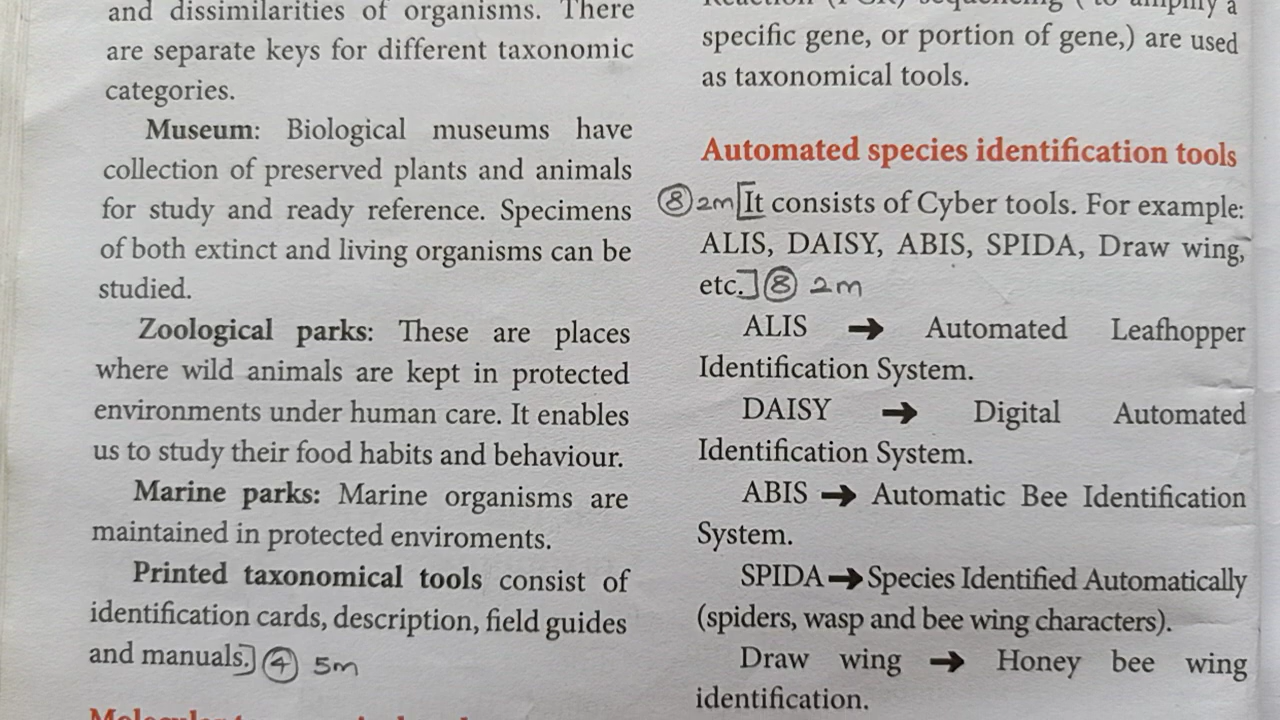 and dissimilarities of organisms. There
are separate keys for different taxonomic
categories.
Museum: Biological museums have
collection of preserved plants and animals
for study and ready reference. Specimens
of both extinct and living organisms can be
studied.
Zoological parks: These are places
where wild animals are kept in protected
environments under human care. It enables
us to study their food habits and behaviour.
Marine parks: Marine organisms are
maintained in protected enviroments.
Printed taxonomical tools consist of
identification cards, description, field guides
and manuals.] ④ 5m
Reaction (PCR) sequencing ( to amplify a
specific gene, or portion of gene,) are used
as taxonomical tools.
Automated species identification tools
⑧ 2m [It consists of Cyber tools. For example:
ALIS, DAISY, ABIS, SPIDA, Draw wing,
etc.] ⑧ 2m
ALIS → Automated Leafhopper
Identification System.
DAISY → Digital Automated
Identification System.
ABIS → Automatic Bee Identification
System.
SPIDA → Species Identified Automatically
(spiders, wasp and bee wing characters).
Draw wing → Honey bee wing
identification.